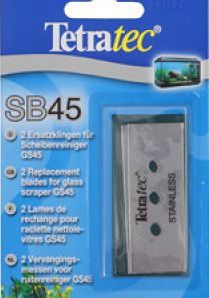 Tetratec®
SB45
D 2 Ersatzklingen für
Scheibenreiniger
GS45
2 Replacement
blades for glass
scraper GS45
F 2 Lames de
rechange pour
raclette nettoie-
vitres GS45
NL 2 Vervangings-
messen voor
ruitenreiniger GS45
Tetratec
STAINLESS